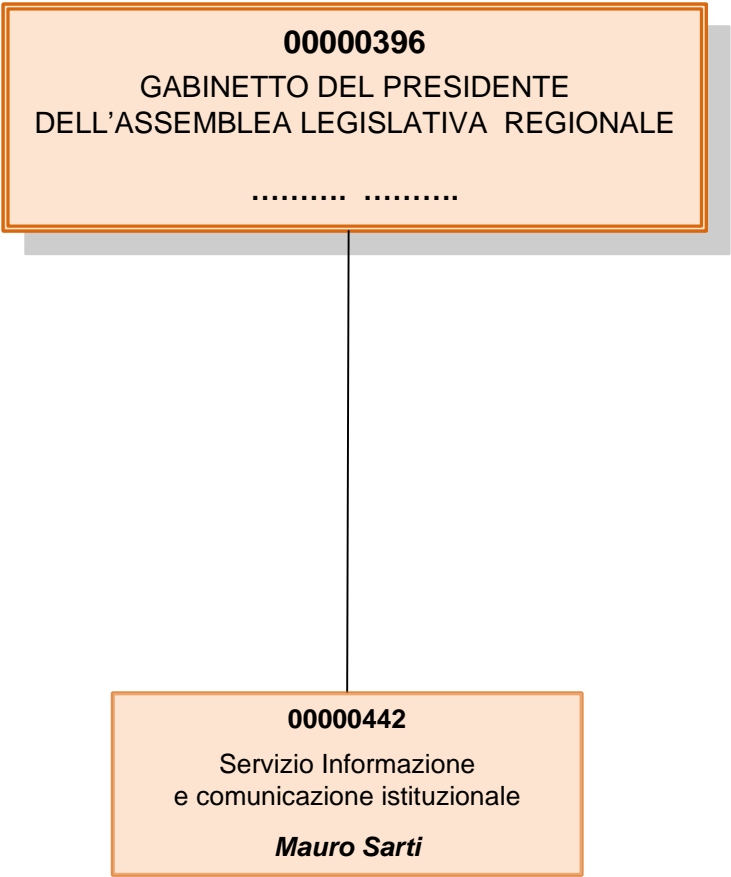 00000396
GABINETTO DEL PRESIDENTE
DELL’ASSEMBLEA LEGISLATIVA  REGIONALE
.......... ..........
00000442
Servizio Informazione
e comunicazione istituzionale
Mauro Sarti